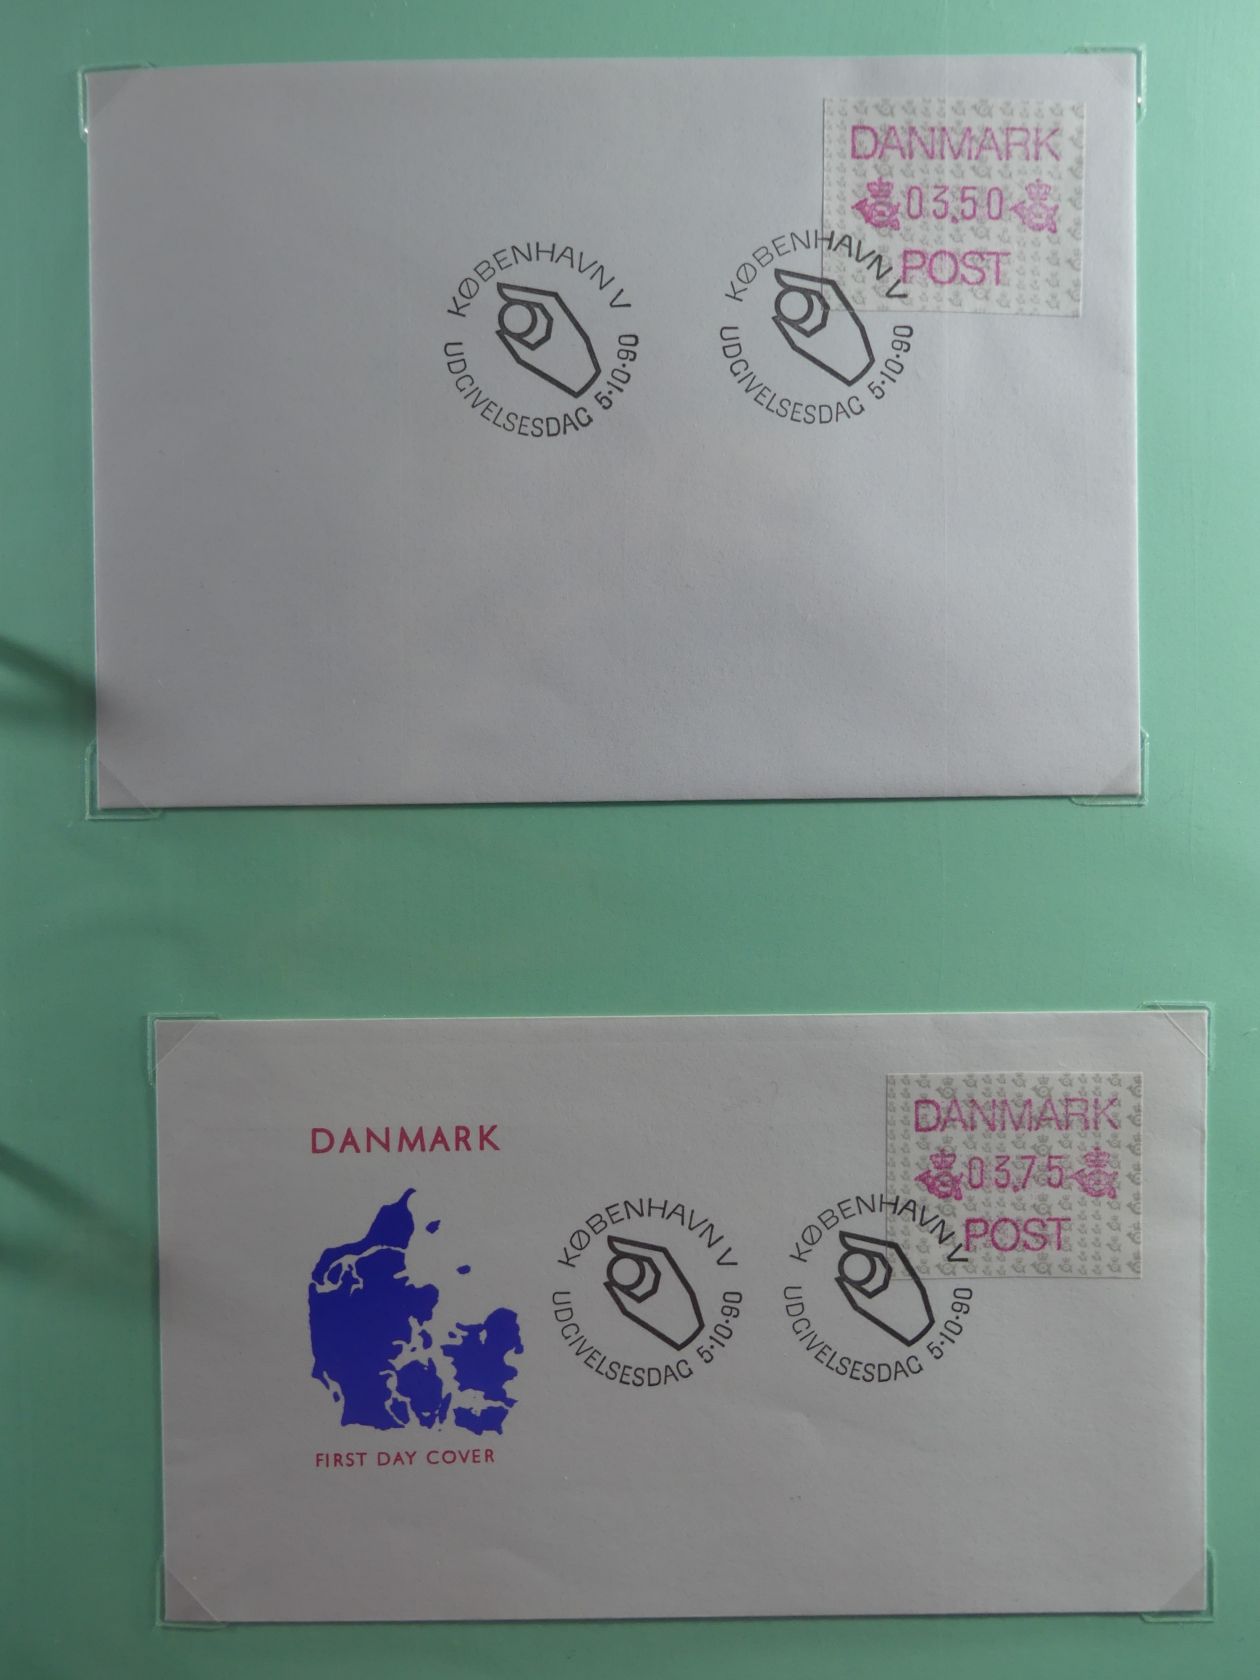 DANMARK
03.50
POST
KØBENHAVN V
UDGIVELSESDAG 5·10·90
KØBENHAVN V
UDGIVELSESDAG 5·10·90
DANMARK
03.75
POST
DANMARK
KØBENHAVN V
UDGIVELSESDAG 5·10·90
KØBENHAVN V
UDGIVELSESDAG 5·10·90
FIRST DAY COVER